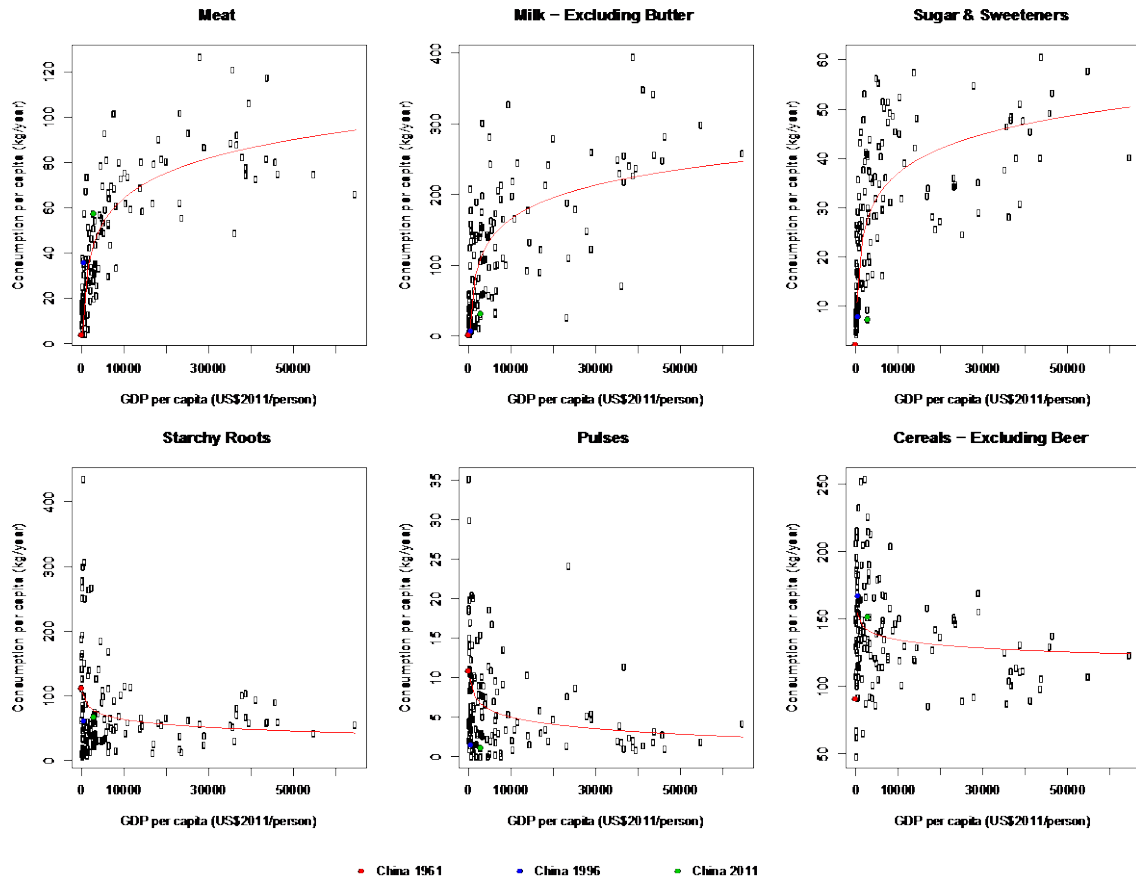 Meat
Milk − Excluding Butter
Sugar & Sweeteners
Consumption per capita (kg/year)
0
20
40
60
80
100
120
0 10000 30000 50000
GDP per capita (US$2011/person)
Consumption per capita (kg/year)
0
100
200
300
400
0 10000 30000 50000
GDP per capita (US$2011/person)
Consumption per capita (kg/year)
10
20
30
40
50
60
0 10000 30000 50000
GDP per capita (US$2011/person)
Starchy Roots
Pulses
Cereals − Excluding Beer
Consumption per capita (kg/year)
0
100
200
300
400
0 10000 30000 50000
GDP per capita (US$2011/person)
Consumption per capita (kg/year)
0
5
10
15
20
25
30
35
0 10000 30000 50000
GDP per capita (US$2011/person)
Consumption per capita (kg/year)
50
100
150
200
250
0 10000 30000 50000
GDP per capita (US$2011/person)
China 1961 China 1996 China 2011